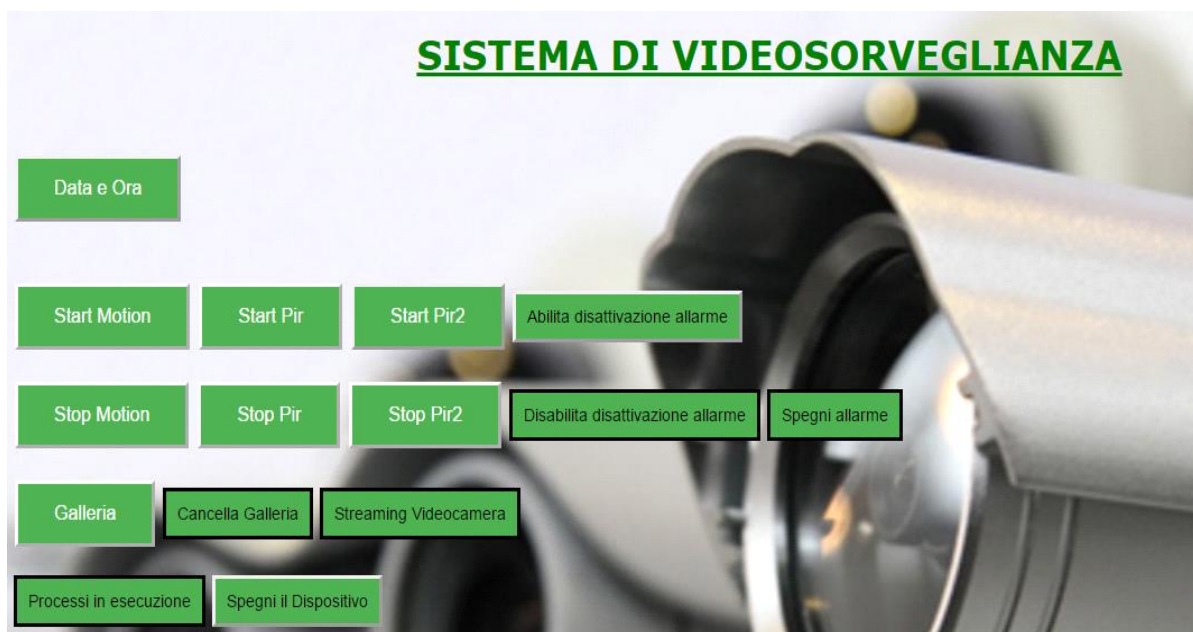 SISTEMA DI VIDEOSORVEGLIANZA
Data e Ora
Start Motion Start Pir Start Pir2 Abilita disattivazione allarme
Stop Motion Stop Pir Stop Pir2 Disabilita disattivazione allarme Spegni allarme
Galleria Cancella Galleria Streaming Videocamera
Processi in esecuzione Spegni il Dispositivo